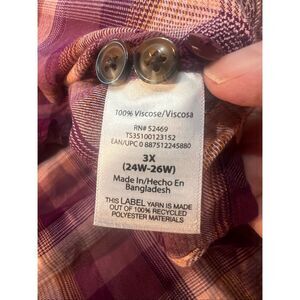 100% Viscose/Viscosa
RN# 52469
TS35100123152
EAN/UPC 0 887512245880
3X
(24W-26W)
Made In/Hecho En
Bangladesh
This LABEL YARN IS MADE
OUT OF 100% RECYCLED
POLYESTER MATERIALS